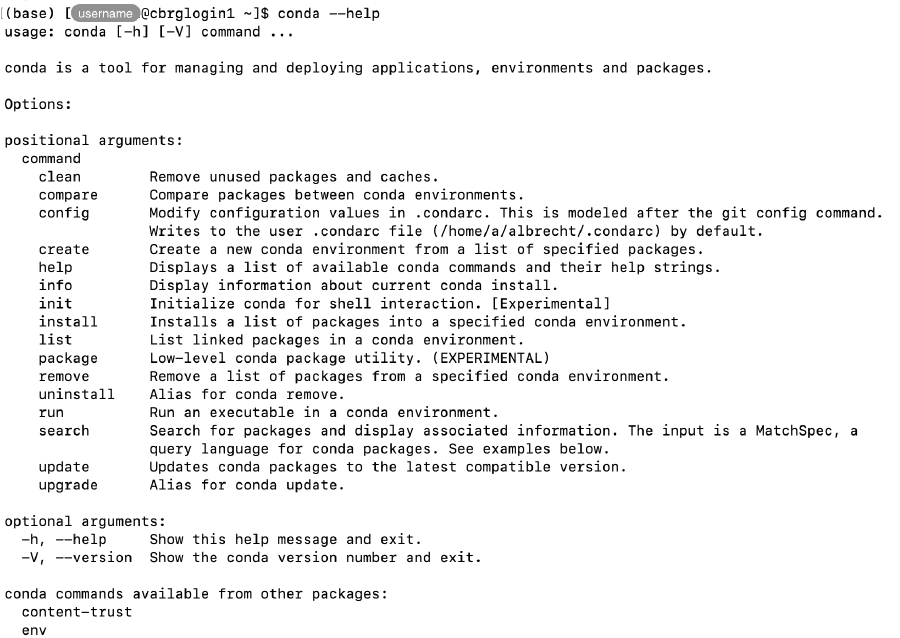 [(base) [username@cbrglogin1 ~]$ conda --help
usage: conda [-h] [-V] command ...
conda is a tool for managing and deploying applications, environments and packages.
Options:
positional arguments:
command
clean Remove unused packages and caches.
compare Compare packages between conda environments.
config Modify configuration values in .condarc. This is modeled after the git config command.
Writes to the user .condarc file (/home/a/albrecht/.condarc) by default.
create Create a new conda environment from a list of specified packages.
help Displays a list of available conda commands and their help strings.
info Display information about current conda install.
init Initialize conda for shell interaction. [Experimental]
install Installs a list of packages into a specified conda environment.
list List linked packages in a conda environment.
package Low-level conda package utility. (EXPERIMENTAL)
remove Remove a list of packages from a specified conda environment.
uninstall Alias for conda remove.
run Run an executable in a conda environment.
search Search for packages and display associated information. The input is a MatchSpec, a
query language for conda packages. See examples below.
update Updates conda packages to the latest compatible version.
upgrade Alias for conda update.
optional arguments:
-h, --help Show this help message and exit.
-V, --version Show the conda version number and exit.
conda commands available from other packages:
content-trust
env